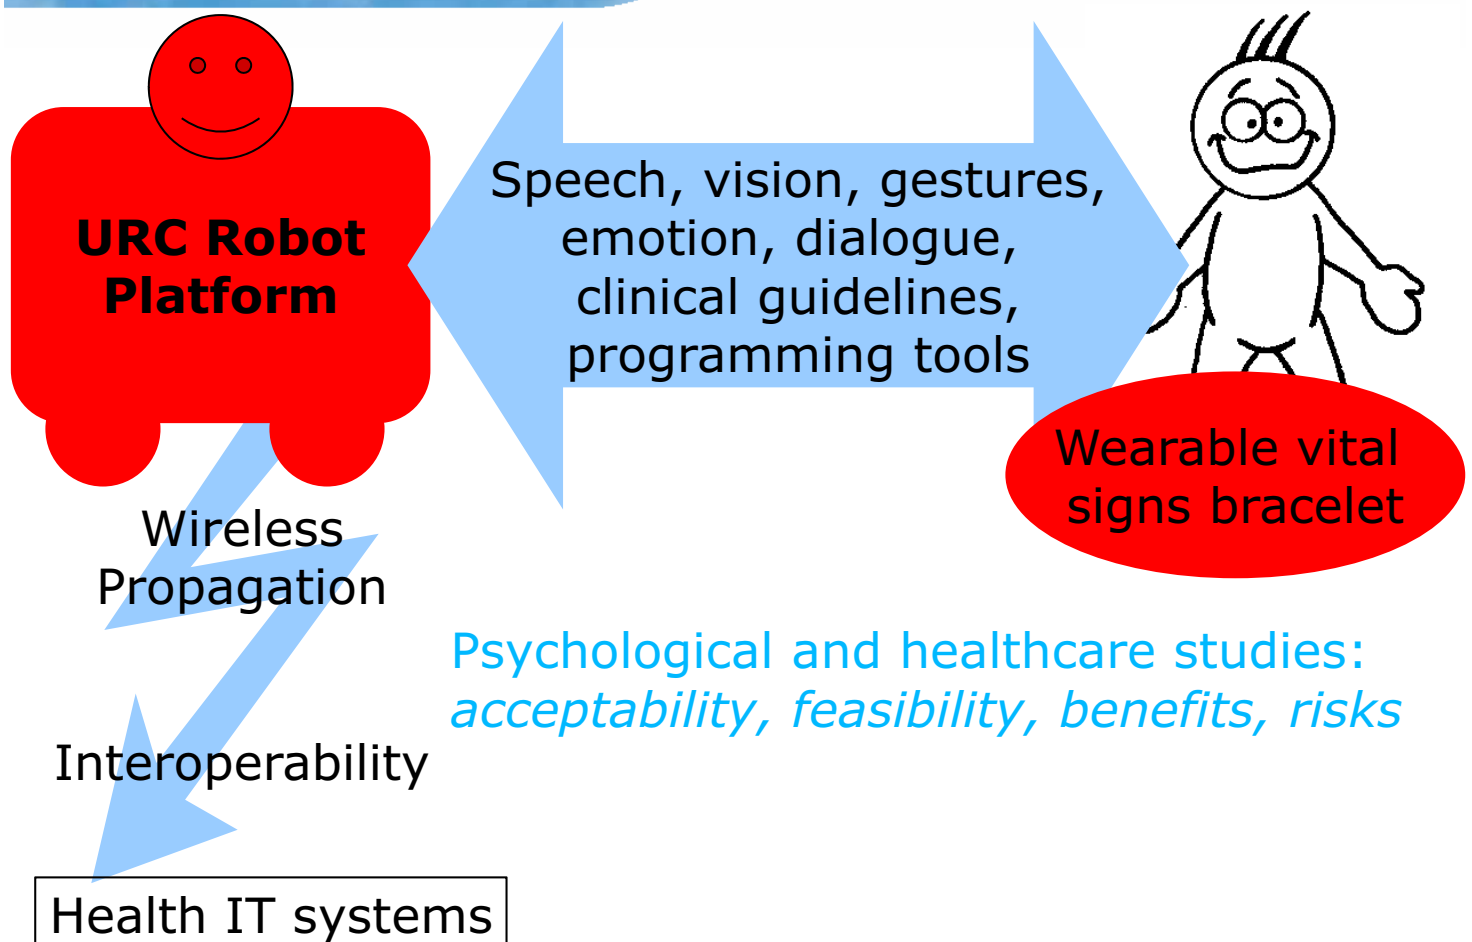 URC Robot
Platform
Speech, vision, gestures,
emotion, dialogue,
clinical guidelines,
programming tools
Wearable vital
signs bracelet
Wireless
Propagation
Psychological and healthcare studies:
acceptability, feasibility, benefits, risks
Interoperability
Health IT systems